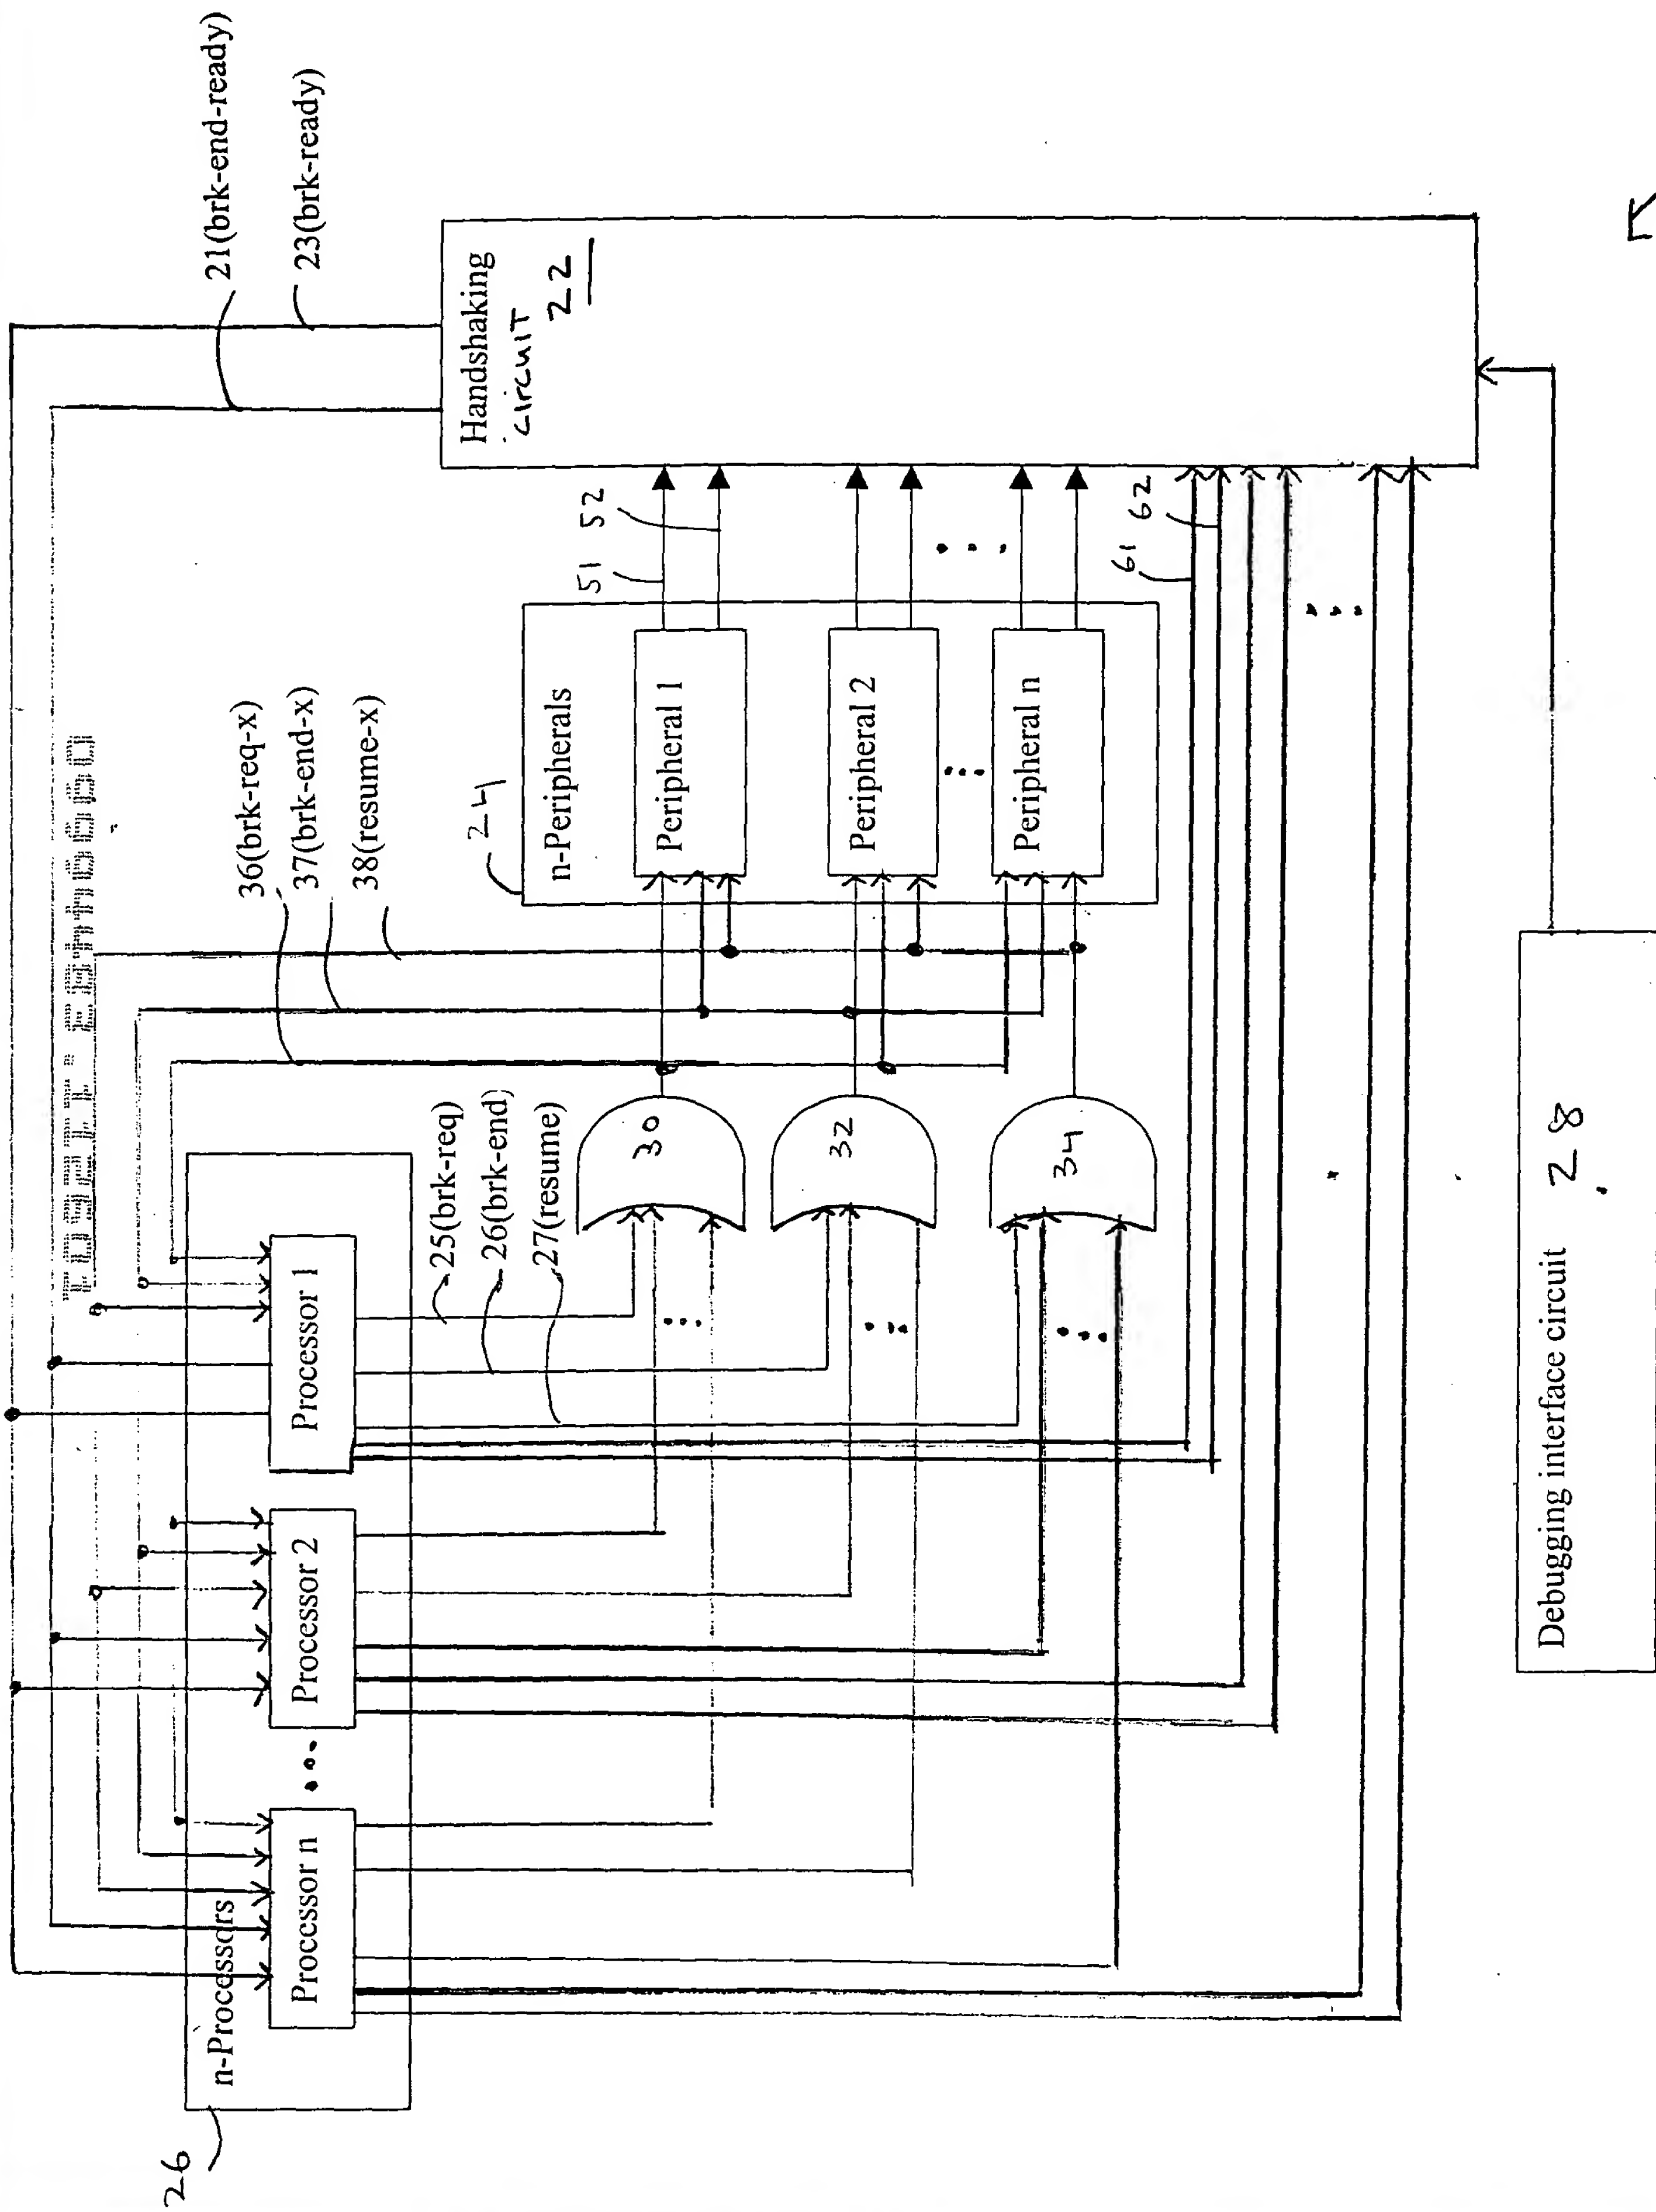 21(brk-end-ready)
23(brk-ready)
36(brk-req-x)
37(brk-end-x)
38(resume-x)
26
n-Processors
Processor n
Processor 2
Processor 1
25(brk-req)
26(brk-end)
27(resume)
30
32
34
24
n-Peripherals
Peripheral 1
Peripheral 2
Peripheral n
51
52
61
62
Handshaking
circuit
22
Debugging interface circuit 28